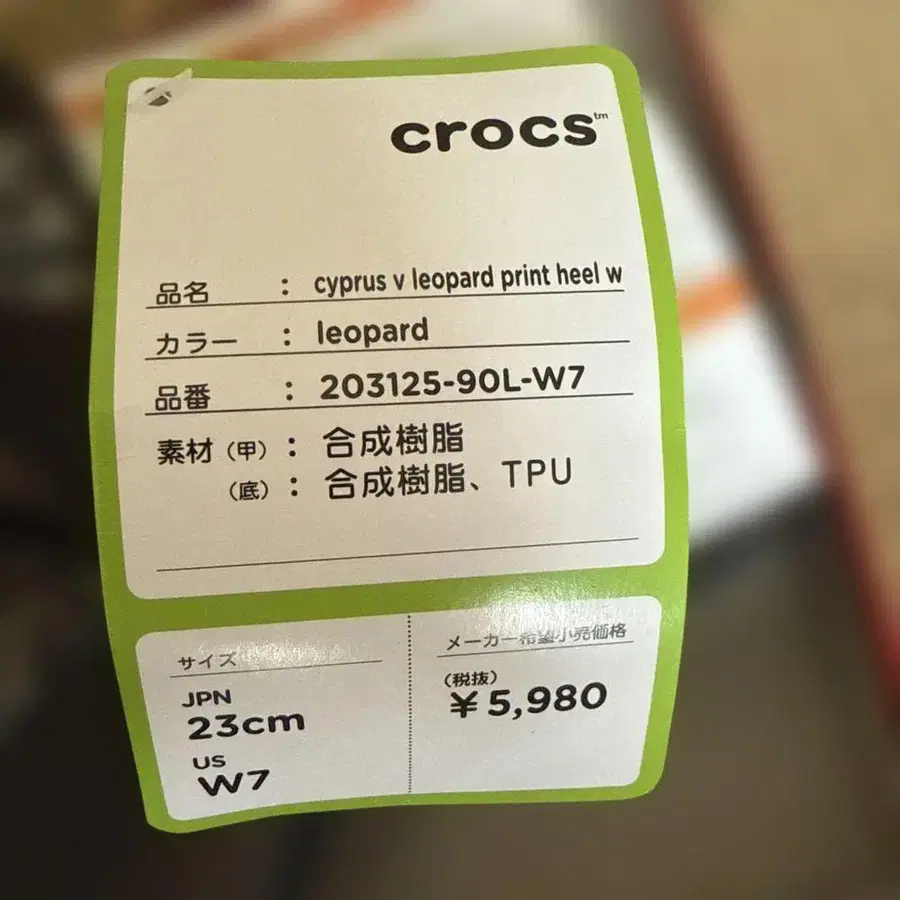 crocs™
品名 : cyprus v leopard print heel w
カラー : leopard
品番 : 203125-90L-W7
素材 (甲) : 合成樹脂
(底) : 合成樹脂、TPU
サイズ
JPN
23cm
US
W7
メーカー希望小売価格
(税抜)
¥5,980